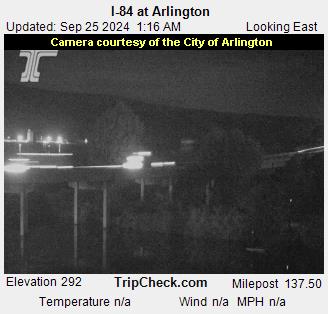 I-84 at Arlington
Updated: Sep 25 2024 1:16 AM Looking East
Camera courtesy of the City of Arlington
Elevation 292 TripCheck.com Milepost 137.50
Temperature n/a Wind n/a MPH n/a